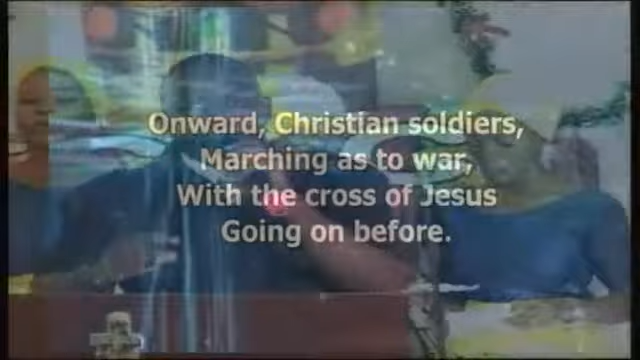 Onward, Christian soldiers,
Marching as to war,
With the cross of Jesus
Going on before.